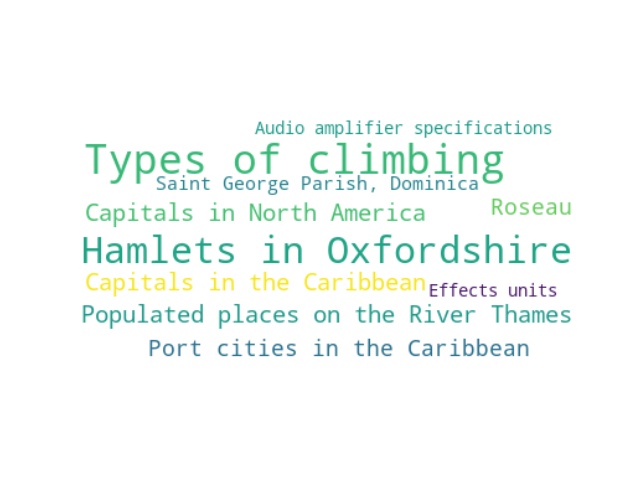 Audio amplifier specifications
Types of climbing
Saint George Parish, Dominica
Capitals in North America
Roseau
Hamlets in Oxfordshire
Capitals in the Caribbean
Effects units
Populated places on the River Thames
Port cities in the Caribbean